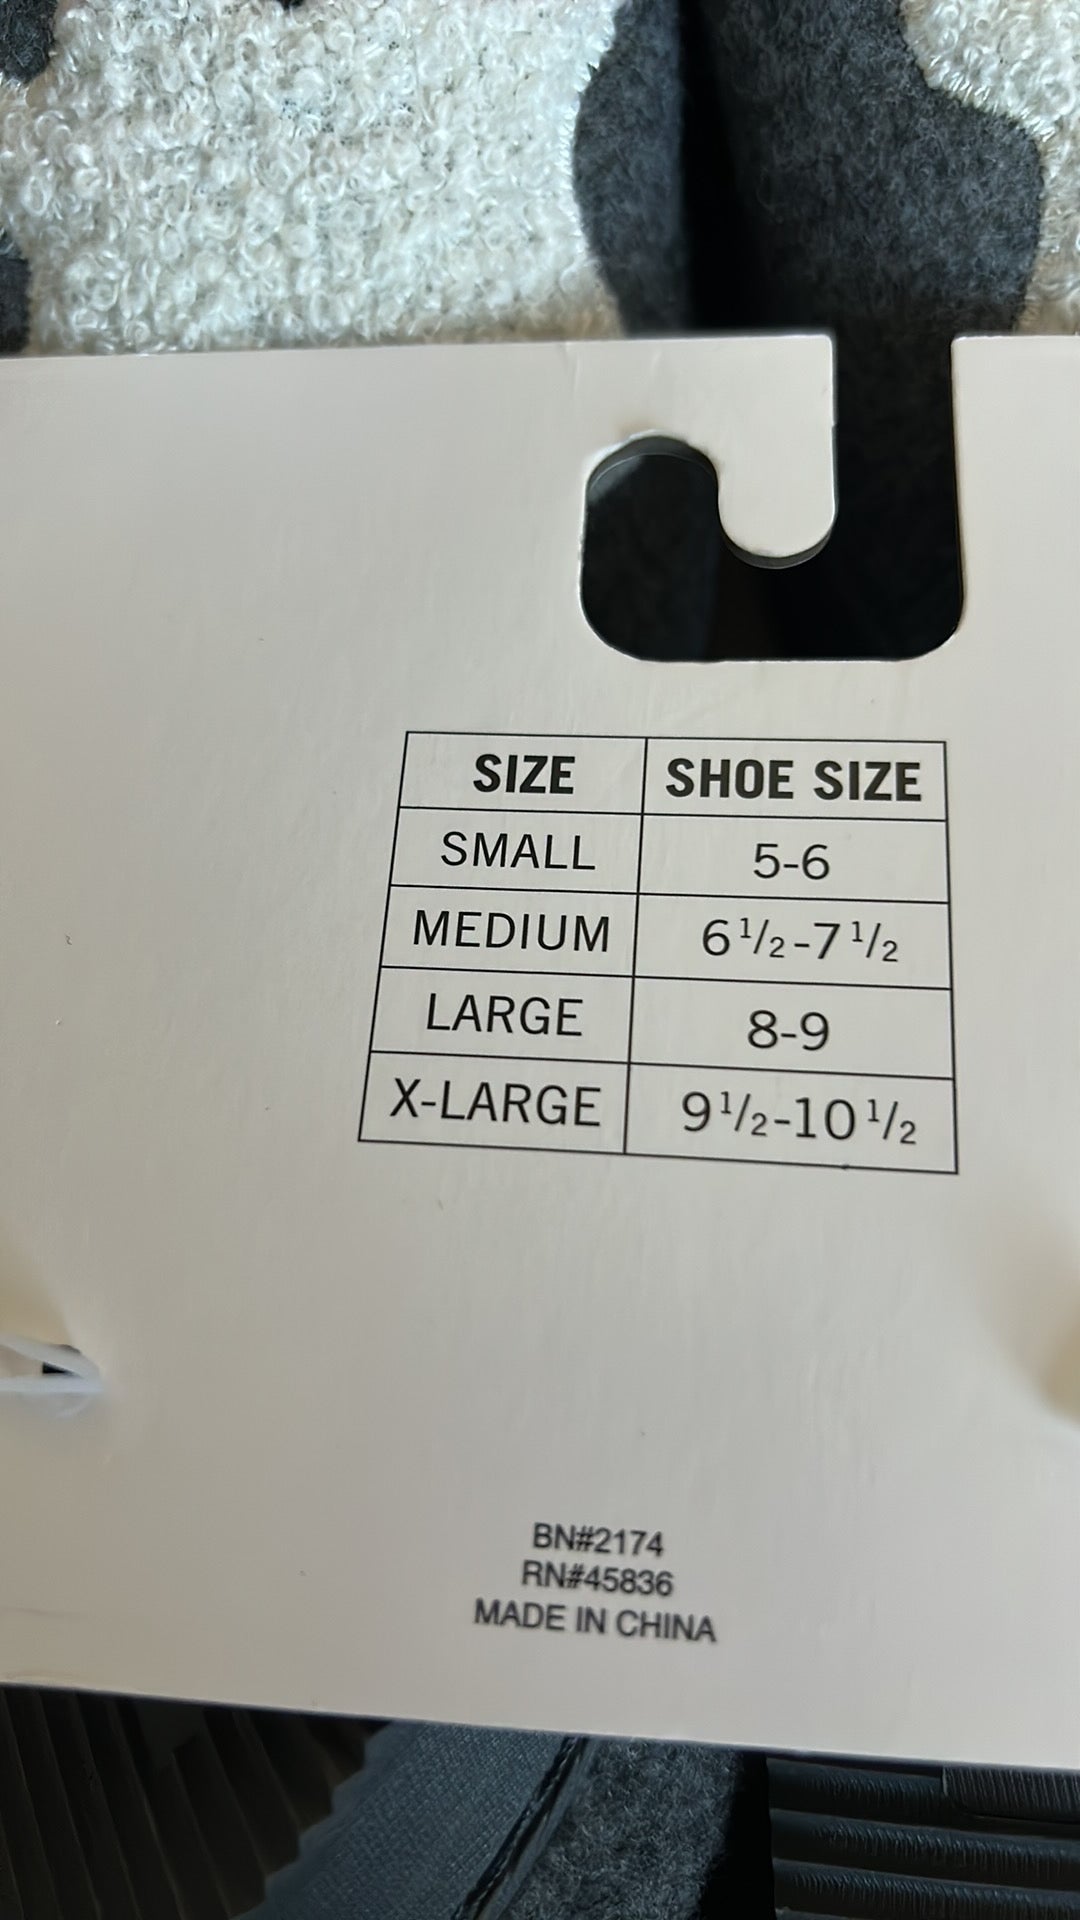 SIZE SHOE SIZE
SMALL 5-6
MEDIUM 6 1/2-7 1/2
LARGE 8-9
X-LARGE 9 1/2-10 1/2
BN#2174
RN#45836
MADE IN CHINA